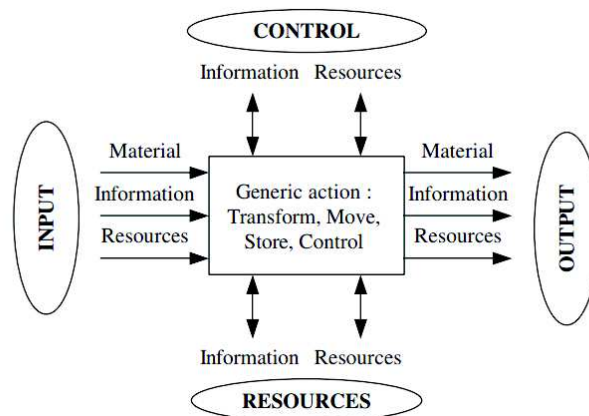 CONTROL
Information Resources
Material
Information
Resources
INPUT
Generic action :
Transform, Move,
Store, Control
Material
Information
Resources
OUTPUT
Information Resources
RESOURCES